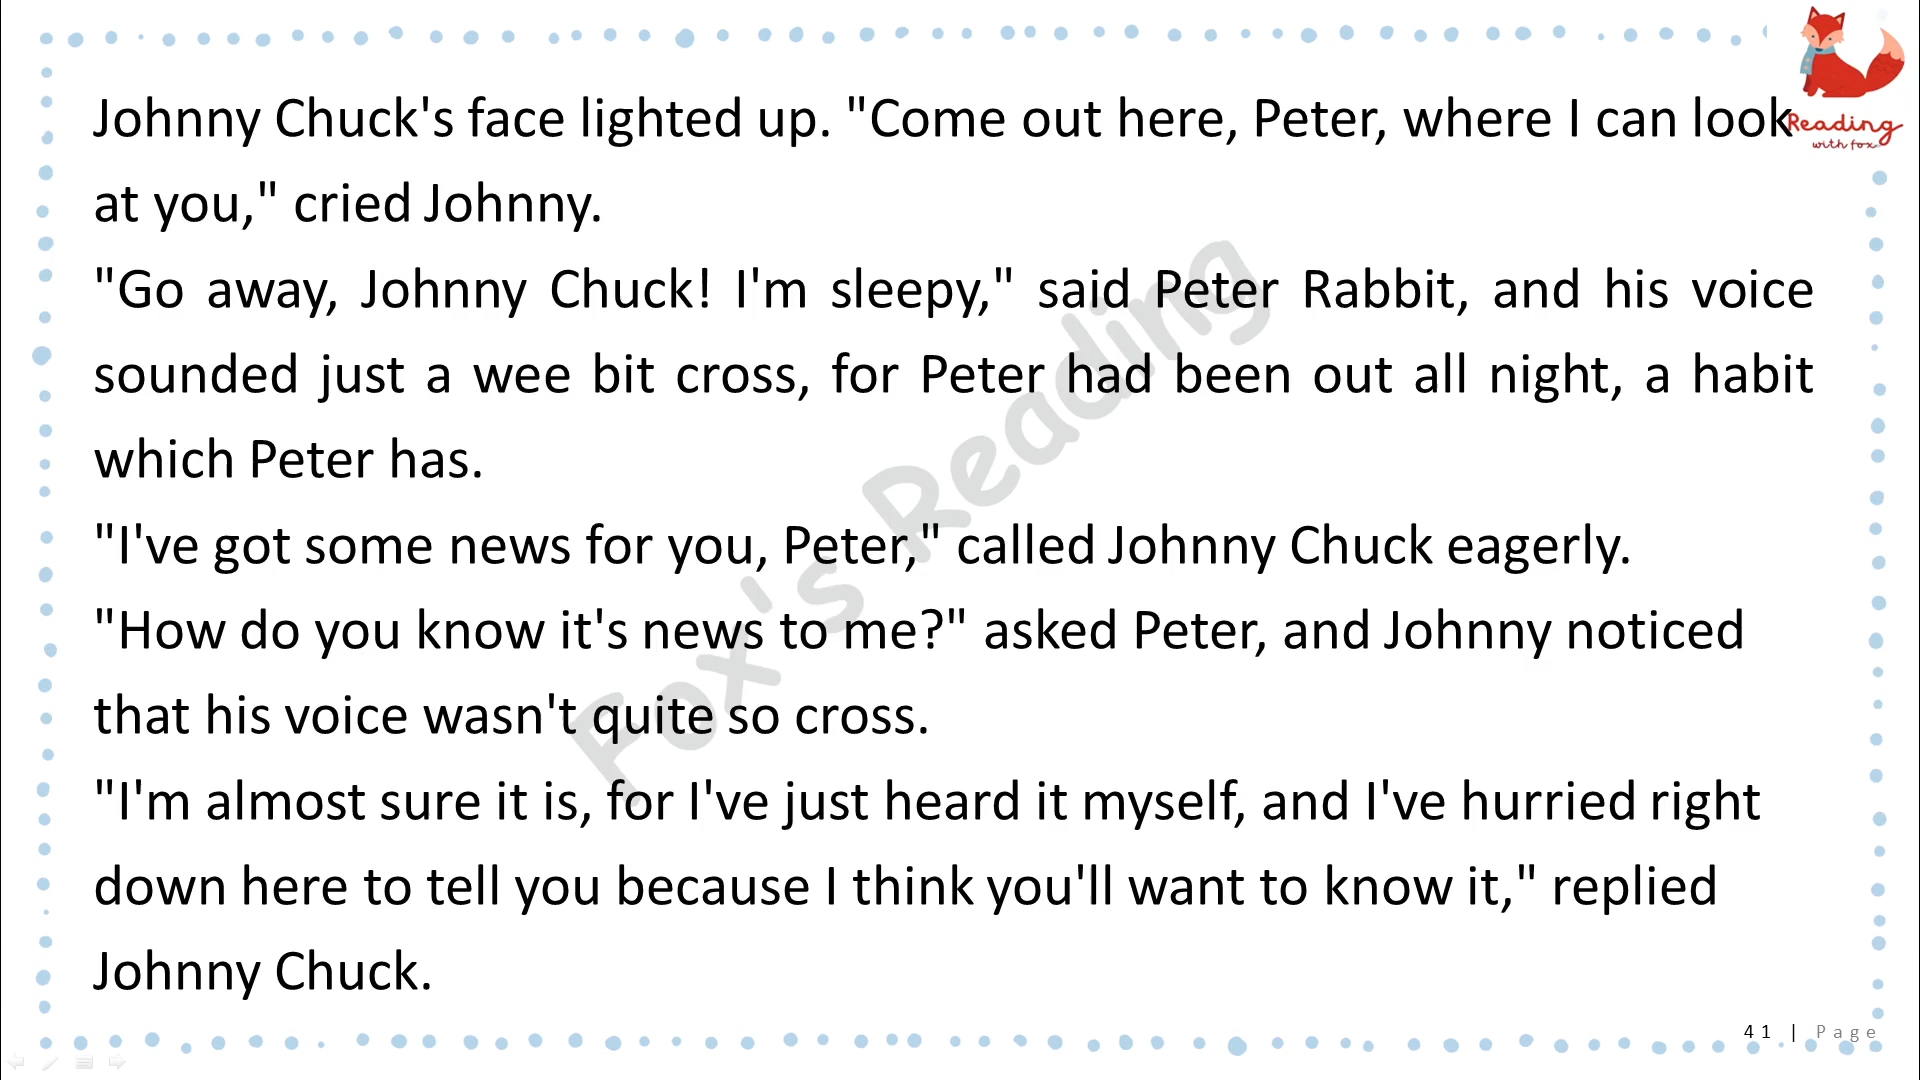 Johnny Chuck's face lighted up. "Come out here, Peter, where I can look
at you," cried Johnny.
"Go away, Johnny Chuck! I'm sleepy," said Peter Rabbit, and his voice
sounded just a wee bit cross, for Peter had been out all night, a habit
which Peter has.
"I've got some news for you, Peter," called Johnny Chuck eagerly.
"How do you know it's news to me?" asked Peter, and Johnny noticed
that his voice wasn't quite so cross.
"I'm almost sure it is, for I've just heard it myself, and I've hurried right
down here to tell you because I think you'll want to know it," replied
Johnny Chuck.
Reading
with fox
Fox's Reading
41 | Page